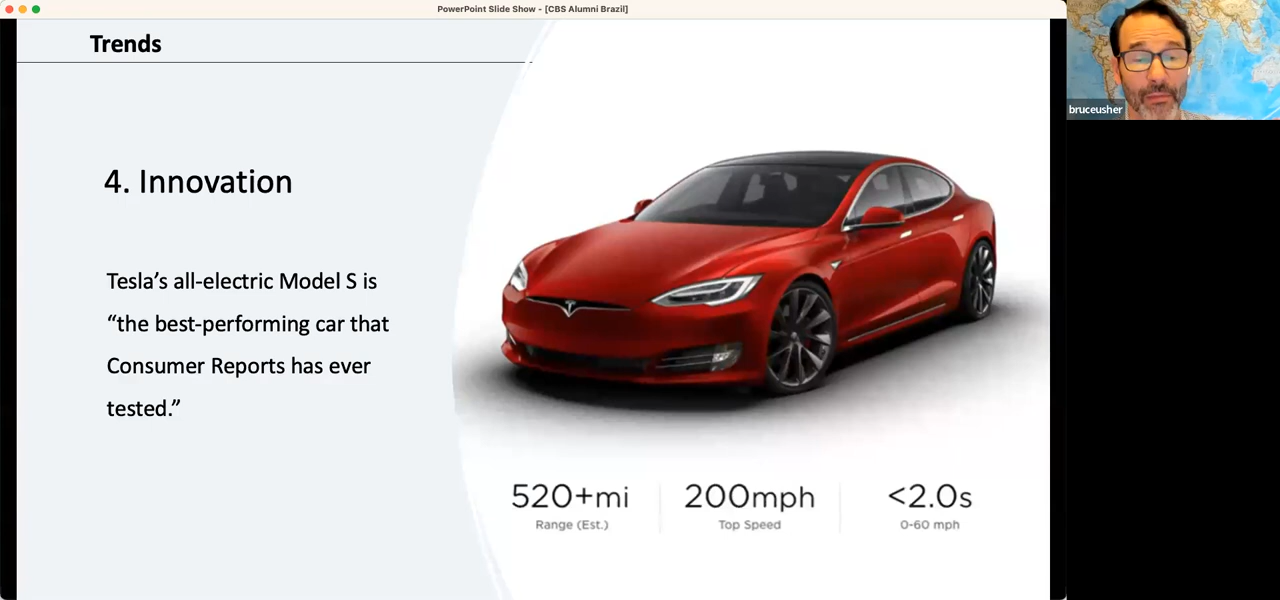 PowerPoint Slide Show - [CBS Alumni Brazil]
Trends
bruceusher
4. Innovation
Tesla’s all-electric Model S is
“the best-performing car that
Consumer Reports has ever
tested.”
520+mi
Range (Est.)
200mph
Top Speed
<2.0s
0-60 mph